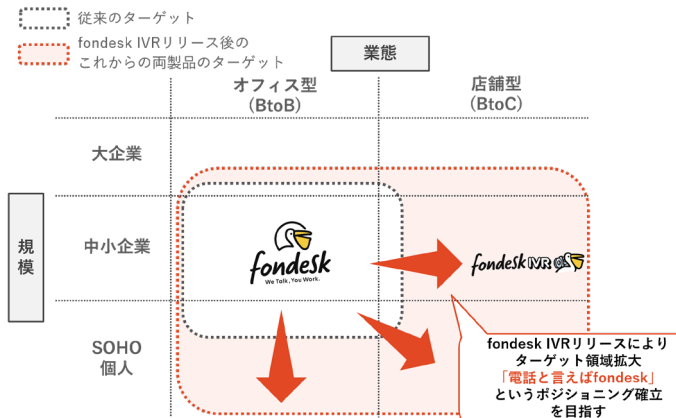 従来のターゲット
fondesk IVRリリース後の
これからの両製品のターゲット
業態
オフィス型
（BtoB）
店舗型
（BtoC）
大企業
規模
中小企業
fondesk
We Talk, You Work.
fondesk IVR
SOHO
個人
fondesk IVRリリースにより
ターゲット領域拡大
「電話と言えばfondesk」
というポジショニング確立
を目指す